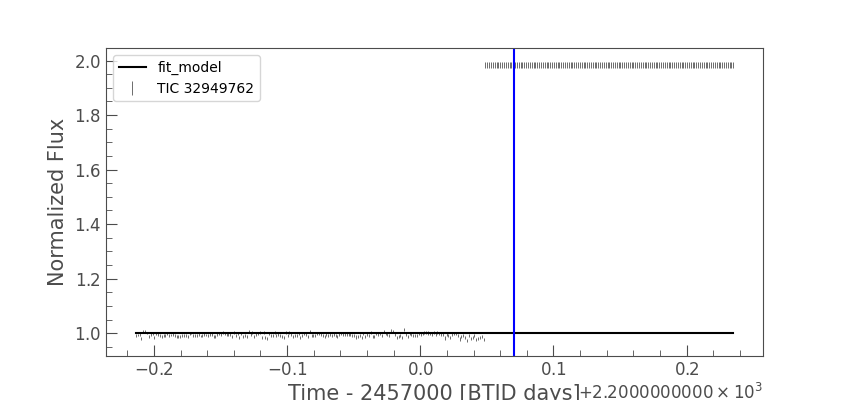 fit_model
TIC 32949762
2.0
1.8
1.6
1.4
1.2
1.0
Normalized Flux
−0.2 −0.1 0.0 0.1 0.2
Time - 2457000 [BTJD days] +2.2000000000 × 10³